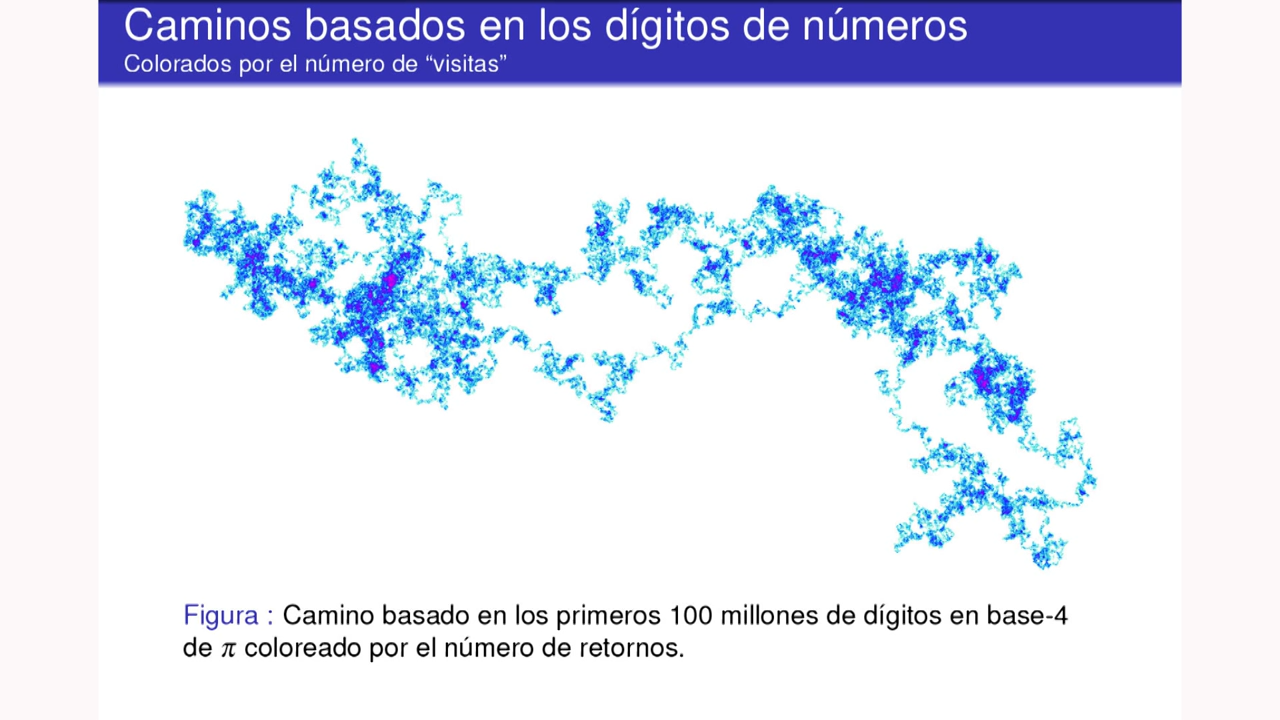 Caminos basados en los dígitos de números
Colorados por el número de “visitas”
Figura : Camino basado en los primeros 100 millones de dígitos en base-4
de π coloreado por el número de retornos.